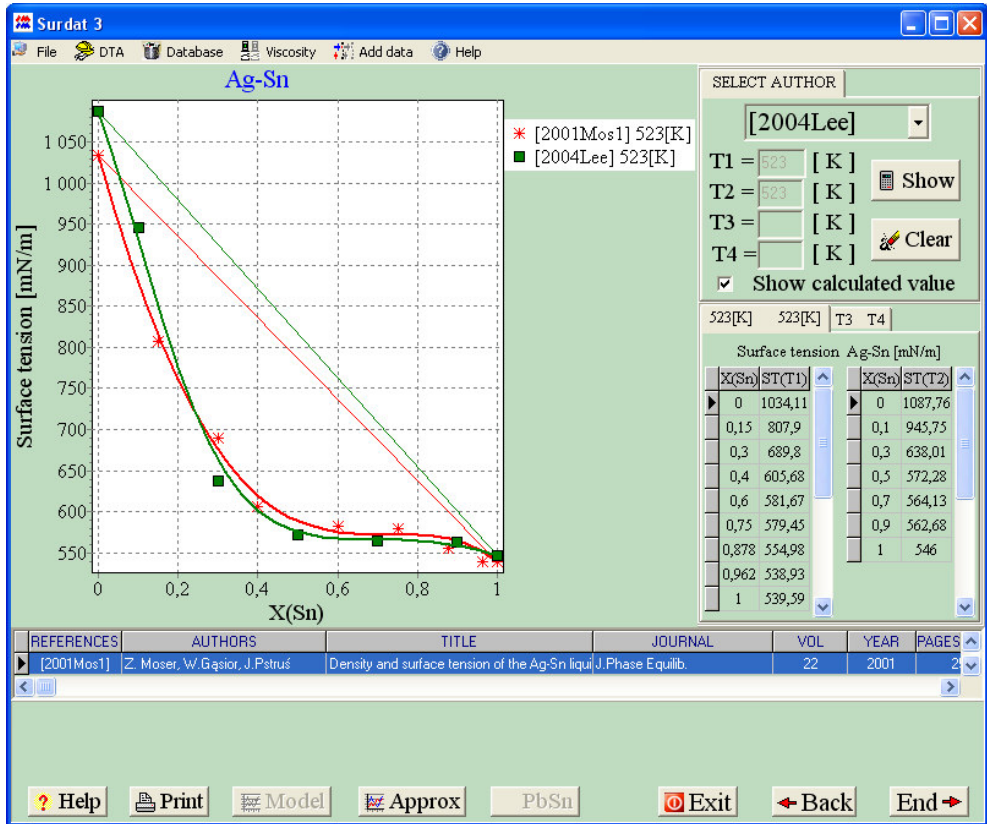 Surdat 3
File DTA Database Viscosity Add data Help
Ag-Sn
1 050
1 000
950
900
850
800
750
700
650
600
550
Surface tension [mN/m]
0 0,2 0,4 0,6 0,8 1
X(Sn)
[2001Mos1] 523[K]
[2004Lee] 523[K]
SELECT AUTHOR
[2004Lee]
T1 = 523 [ K ]
T2 = 523 [ K ]
T3 = [ K ]
T4 = [ K ]
Show
Clear
Show calculated value
523[K] 523[K] T3 T4
Surface tension Ag-Sn [mN/m]
X(Sn) ST(T1) X(Sn) ST(T2)
0 1034,11 0 1087,76
0,15 807,9 0,1 945,75
0,3 689,8 0,3 638,01
0,4 605,68 0,5 572,28
0,6 581,67 0,7 564,13
0,75 579,45 0,9 562,68
0,878 554,98 1 546
0,962 538,93
1 539,59
REFERENCES AUTHORS TITLE JOURNAL VOL YEAR PAGES
[2001Mos1] Z. Moser, W.Gąsior, J.Pstruś Density and surface tension of the Ag-Sn liqui J.Phase Equilib. 22 2001
Help Print Model Approx PbSn Exit Back End